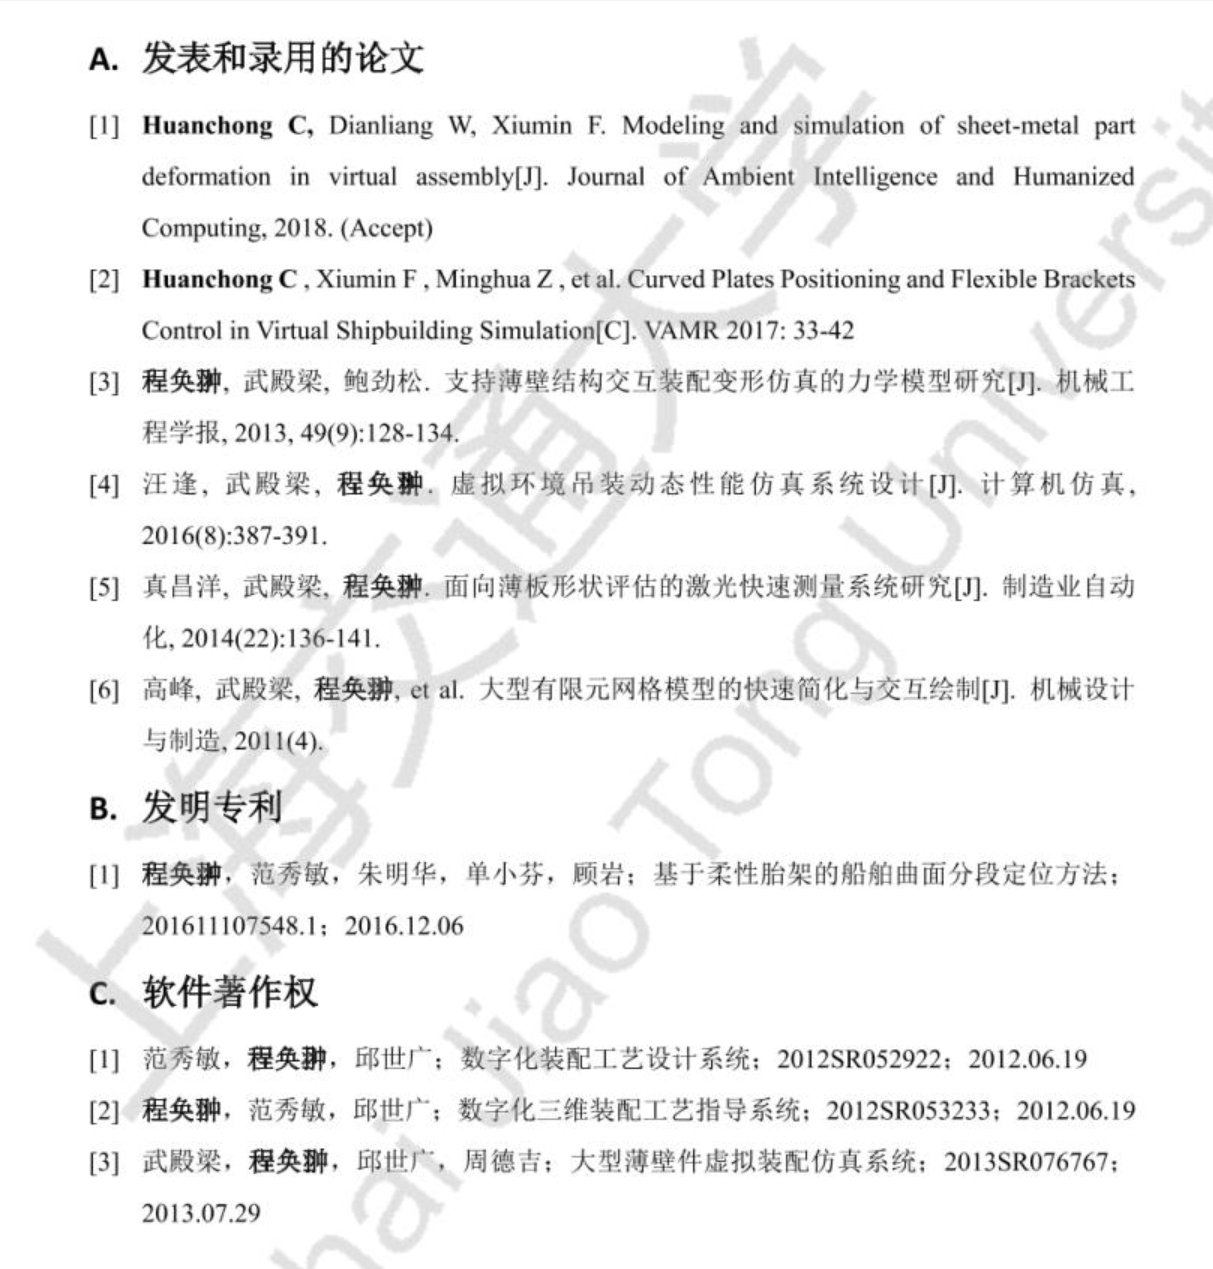 A. 发表和录用的论文
[1] Huanchong C, Dianliang W, Xiumin F. Modeling and simulation of sheet-metal part
deformation in virtual assembly[J]. Journal of Ambient Intelligence and Humanized
Computing, 2018. (Accept)
[2] Huanchong C , Xiumin F , Minghua Z , et al. Curved Plates Positioning and Flexible Brackets
Control in Virtual Shipbuilding Simulation[C]. VAMR 2017: 33-42
[3] 程奂翀, 武殿梁, 鲍劲松. 支持薄壁结构交互装配变形仿真的力学模型研究[J]. 机械工
程学报, 2013, 49(9):128-134.
[4] 汪逢, 武殿梁, 程奂翀. 虚拟环境吊装动态性能仿真系统设计[J]. 计算机仿真,
2016(8):387-391.
[5] 真昌洋, 武殿梁, 程奂翀. 面向薄板形状评估的激光快速测量系统研究[J]. 制造业自动
化, 2014(22):136-141.
[6] 高峰, 武殿梁, 程奂翀, et al. 大型有限元网格模型的快速简化与交互绘制[J]. 机械设计
与制造, 2011(4).
B. 发明专利
[1] 程奂翀，范秀敏，朱明华，单小芬，顾岩；基于柔性胎架的船舶曲面分段定位方法；
201611107548.1；2016.12.06
C. 软件著作权
[1] 范秀敏，程奂翀，邱世广；数字化装配工艺设计系统；2012SR052922；2012.06.19
[2] 程奂翀，范秀敏，邱世广；数字化三维装配工艺指导系统；2012SR053233；2012.06.19
[3] 武殿梁，程奂翀，邱世广，周德吉；大型薄壁件虚拟装配仿真系统；2013SR076767；
2013.07.29
上海交通大学
hai Jiao Tong Universit